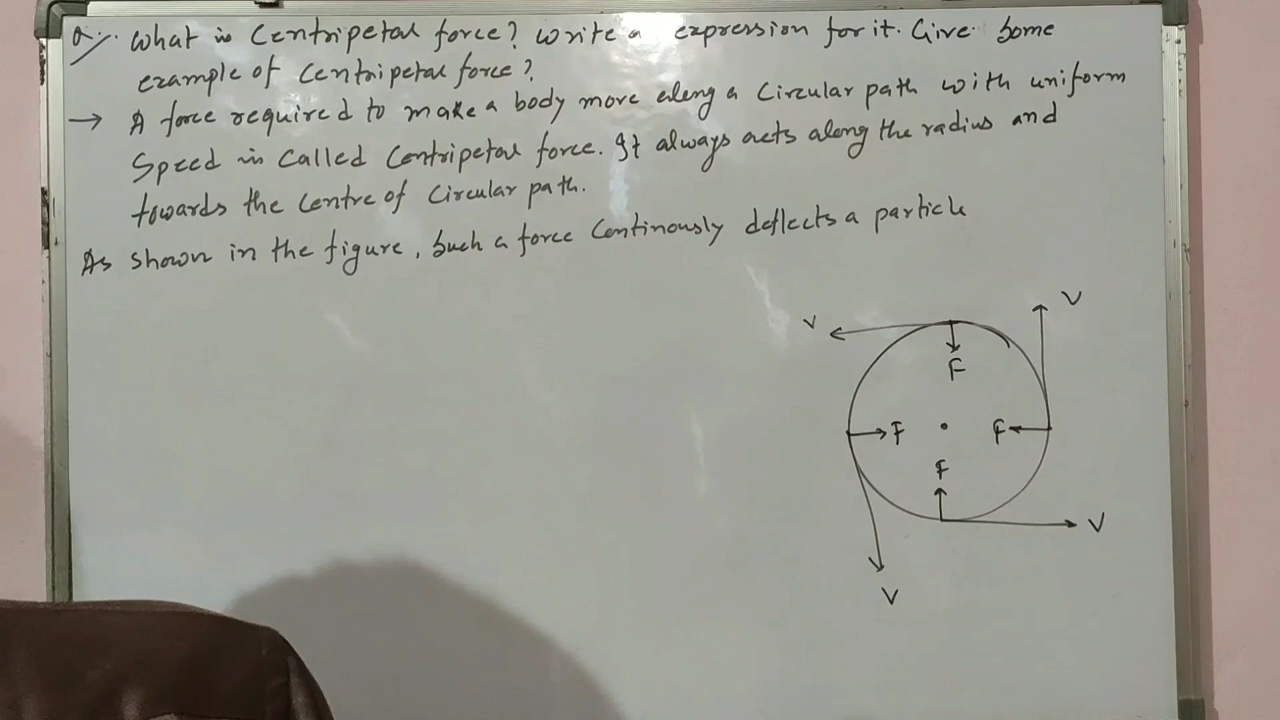 Q. What is Centripetal force? Write a expression for it. Give Some
example of Centripetal force?
→ A force required to make a body move along a Circular path with uniform
Speed is Called Centripetal force. It always acts along the radius and
towards the Centre of Circular path.
As shown in the figure, Such a force Continously deflects a particle
V
V
F
F
F
F
V
V